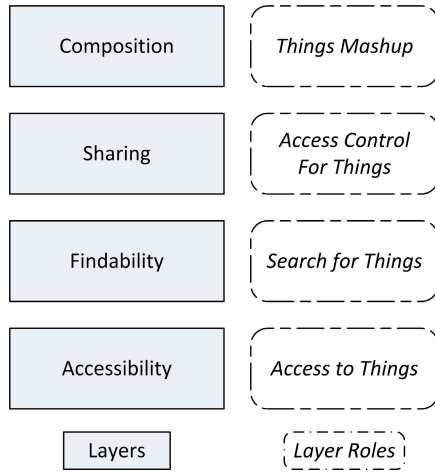 Composition
Things Mashup
Sharing
Access Control
For Things
Findability
Search for Things
Accessibility
Access to Things
Layers
Layer Roles